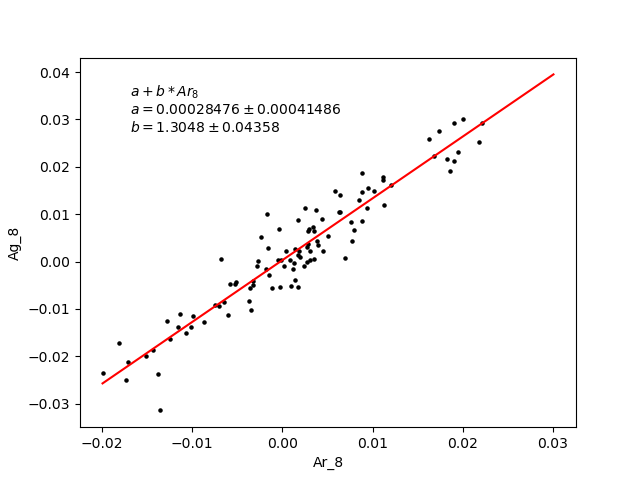 0.04
0.03
0.02
0.01
0.00
−0.01
−0.02
−0.03
Ag_8
a + b * Ar₈
a = 0.00028476 ± 0.00041486
b = 1.3048 ± 0.04358
−0.02 −0.01 0.00 0.01 0.02 0.03
Ar_8